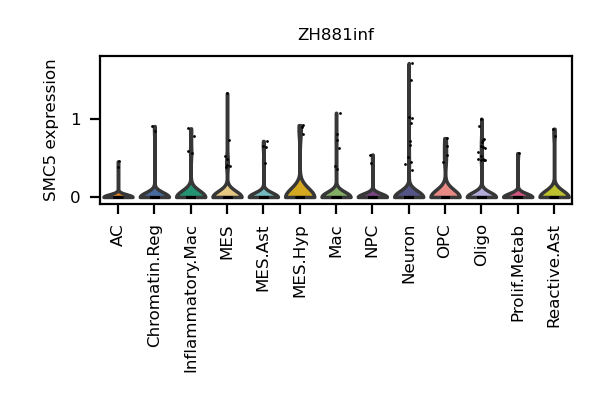 ZH881inf
SMC5 expression
1
0
AC
Chromatin.Reg
Inflammatory.Mac
MES
MES.Ast
MES.Hyp
Mac
NPC
Neuron
OPC
Oligo
Prolif.Metab
Reactive.Ast